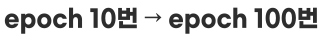 epoch 10번 → epoch 100번